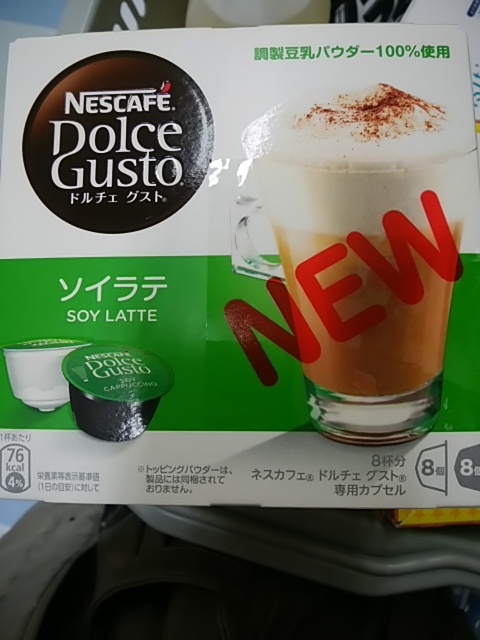 調製豆乳パウダー100%使用
NESCAFÉ®
Dolce
Gusto®
ドルチェ グスト®
NEW
ソイラテ
SOY LATTE
NESCAFÉ
Dolce
Gusto
SOY
CAPPUCCINO
1杯あたり
76
kcal
4%
栄養素等表示基準値
(1日の目安)に対して
※トッピングパウダーは、
製品には同梱されて
おりません。
8杯分
ネスカフェ® ドルチェ グスト®
専用カプセル
8個
8個